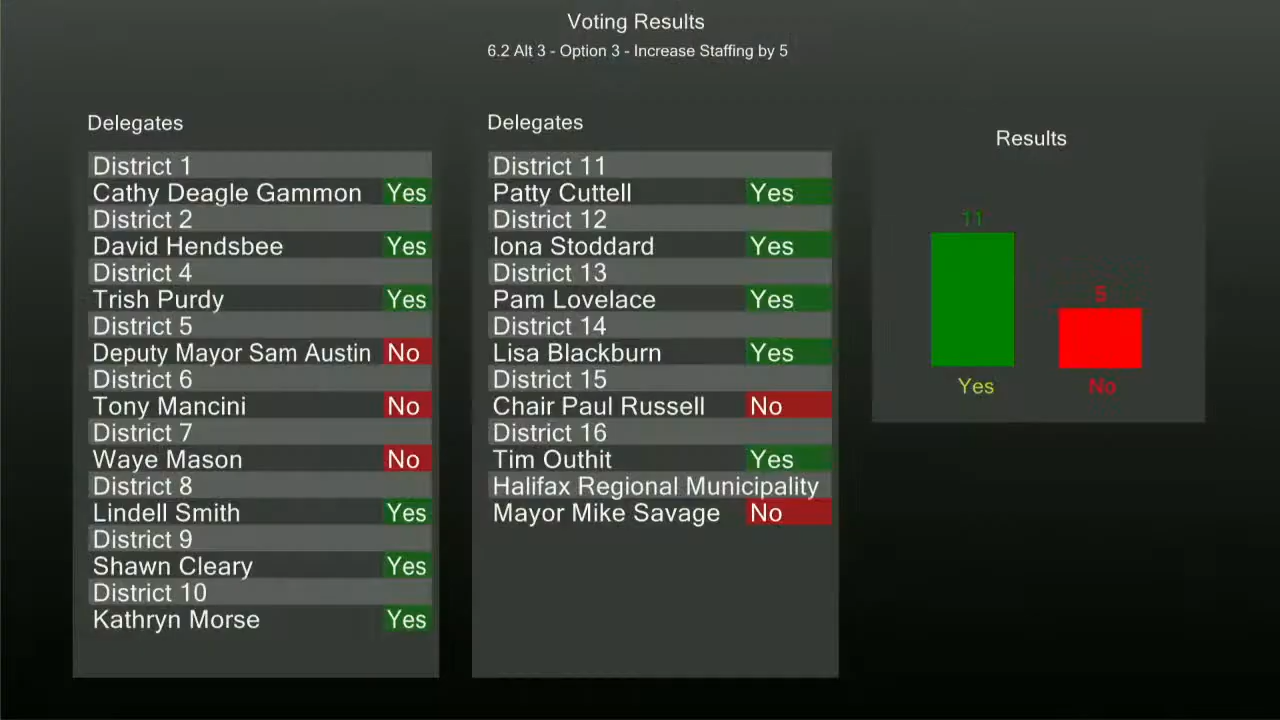 Voting Results
6.2 Alt 3 - Option 3 - Increase Staffing by 5
Delegates
District 1
Cathy Deagle Gammon Yes
District 2
David Hendsbee Yes
District 4
Trish Purdy Yes
District 5
Deputy Mayor Sam Austin No
District 6
Tony Mancini No
District 7
Waye Mason No
District 8
Lindell Smith Yes
District 9
Shawn Cleary Yes
District 10
Kathryn Morse Yes
Delegates
District 11
Patty Cuttell Yes
District 12
Iona Stoddard Yes
District 13
Pam Lovelace Yes
District 14
Lisa Blackburn Yes
District 15
Chair Paul Russell No
District 16
Tim Outhit Yes
Halifax Regional Municipality
Mayor Mike Savage No
Results
11
5
Yes
No